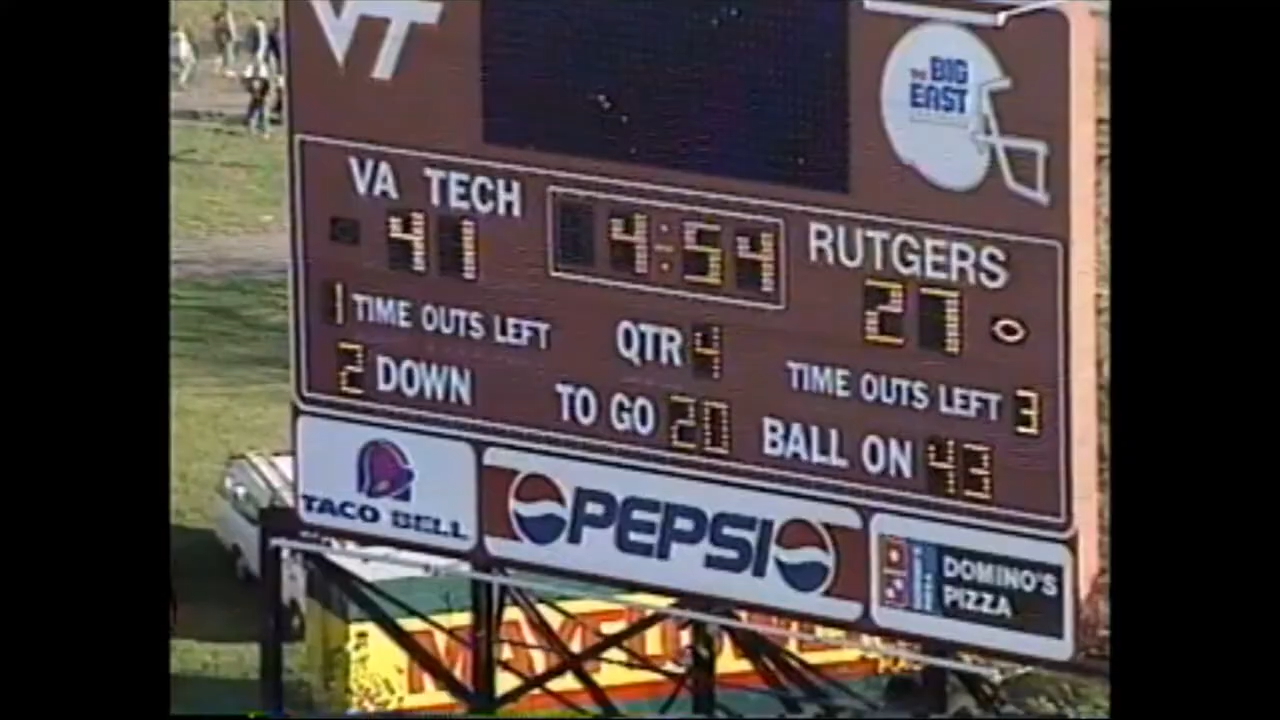 VT
THE BIG
EAST
VA TECH
41
4:54
RUTGERS
27
1 TIME OUTS LEFT
QTR 4
TIME OUTS LEFT 3
2 DOWN
TO GO 20
BALL ON 43
TACO BELL
PEPSI
DOMINO'S
PIZZA